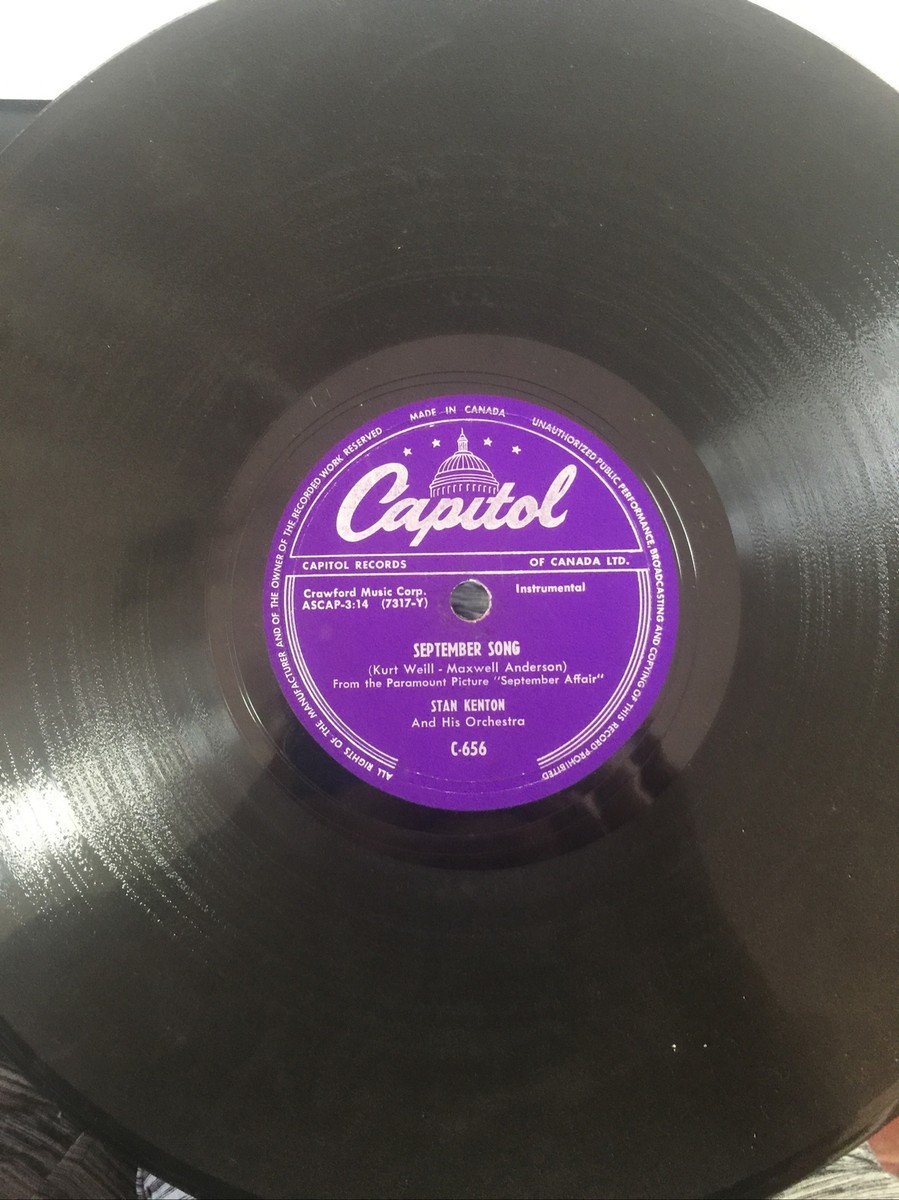 MADE IN CANADA
UNAUTHORIZED PUBLIC PERFORMANCE, BROADCASTING AND COPYING OF THIS RECORD PROHIBITED
ALL RIGHTS OF THE MANUFACTURER AND OF THE OWNER OF THE RECORDED WORK RESERVED
Capitol
CAPITOL RECORDS OF CANADA LTD.
Crawford Music Corp. Instrumental
ASCAP-3:14 (7317-Y)
SEPTEMBER SONG
(Kurt Weill - Maxwell Anderson)
From the Paramount Picture "September Affair"
STAN KENTON
And His Orchestra
C-656